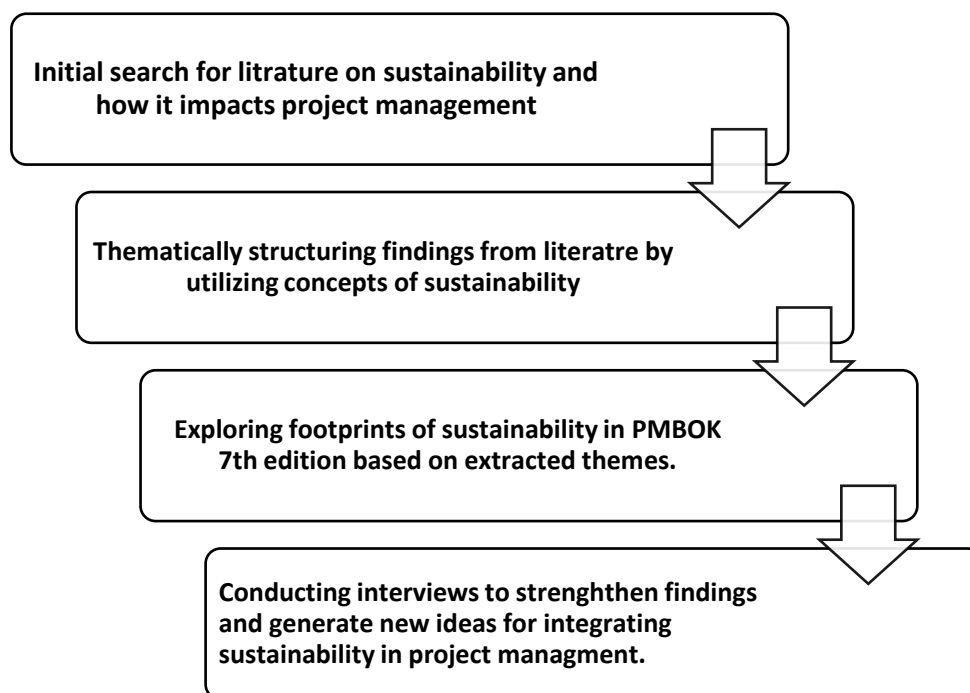 Initial search for litrature on sustainability and
how it impacts project management
Thematically structuring findings from literatre by
utilizing concepts of sustainability
Exploring footprints of sustainability in PMBOK
7th edition based on extracted themes.
Conducting interviews to strenghthen findings
and generate new ideas for integrating
sustainability in project managment.